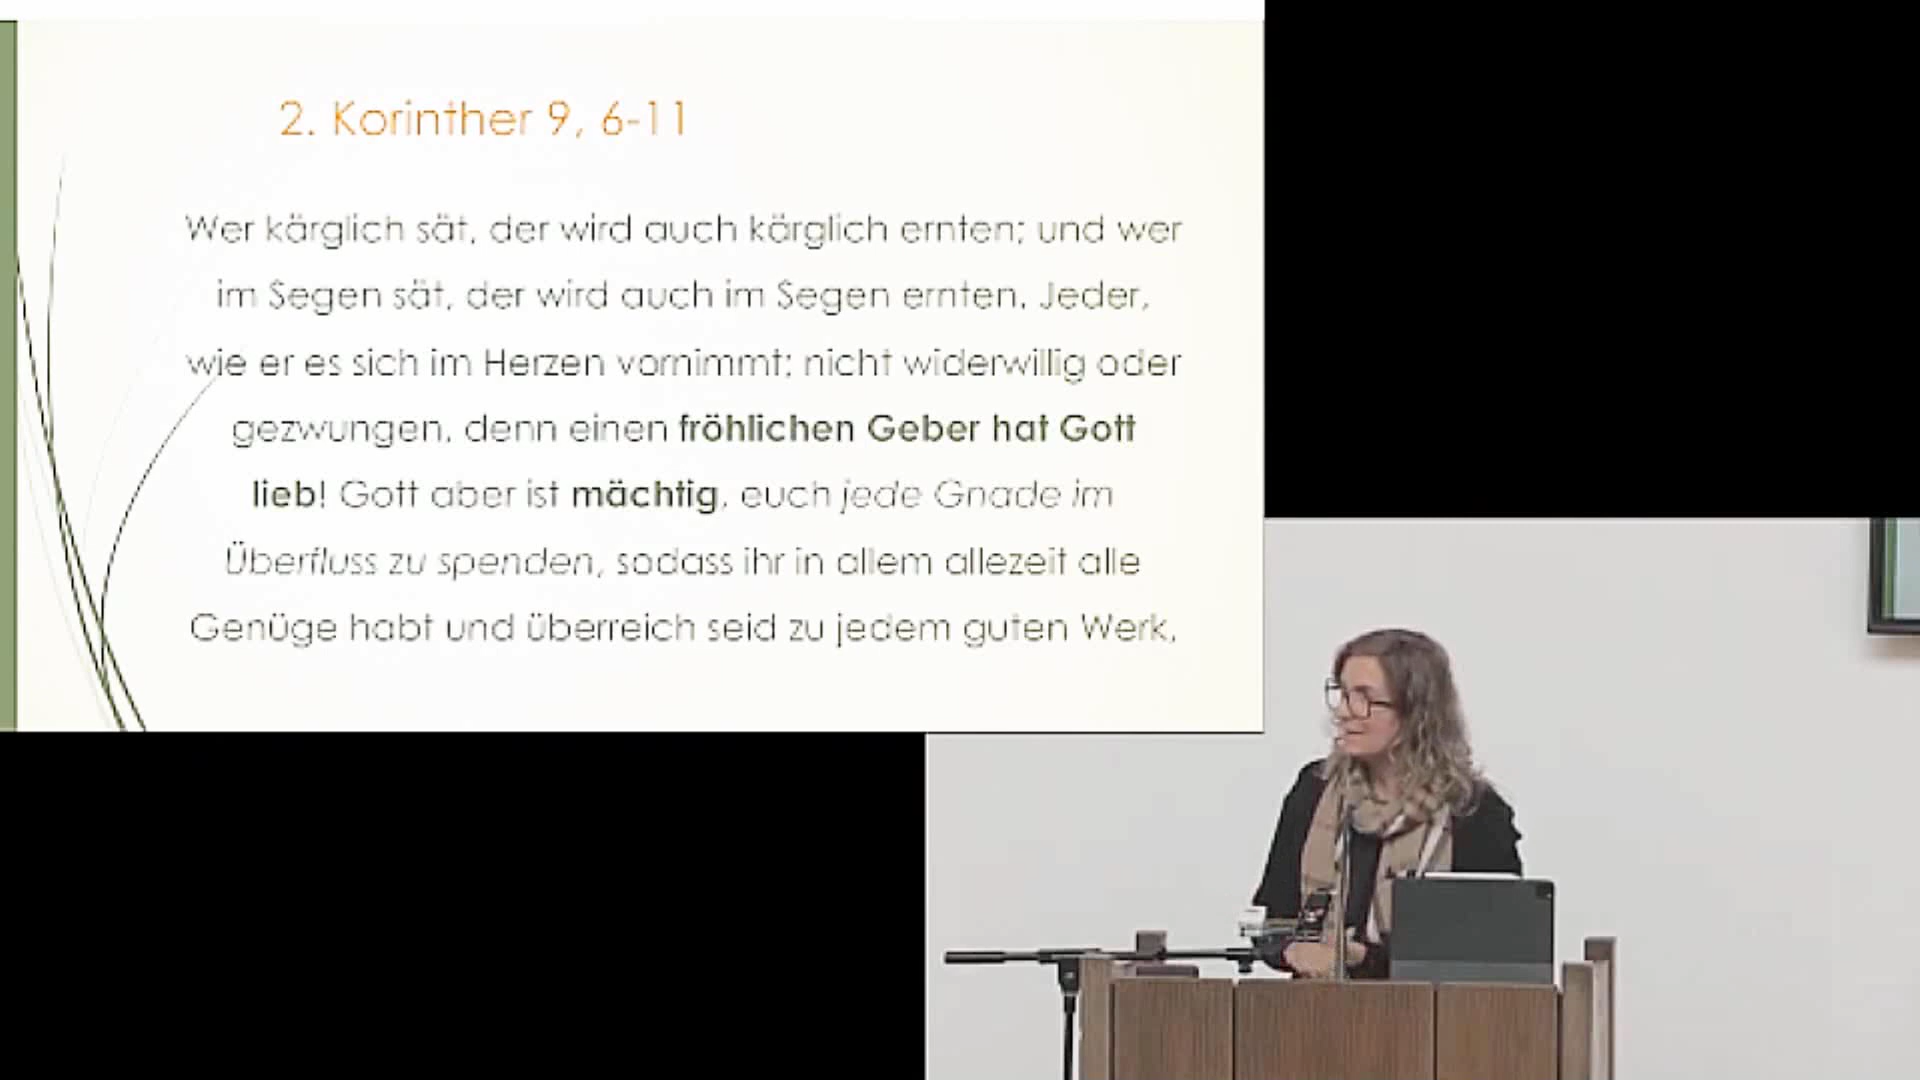 2. Korinther 9, 6-11
Wer kärglich sät, der wird auch kärglich ernten; und wer
im Segen sät, der wird auch im Segen ernten. Jeder,
wie er es sich im Herzen vornimmt; nicht widerwillig oder
gezwungen, denn einen fröhlichen Geber hat Gott
lieb! Gott aber ist mächtig, euch jede Gnade im
Überfluss zu spenden, sodass ihr in allem allezeit alle
Genüge habt und überreich seid zu jedem guten Werk,